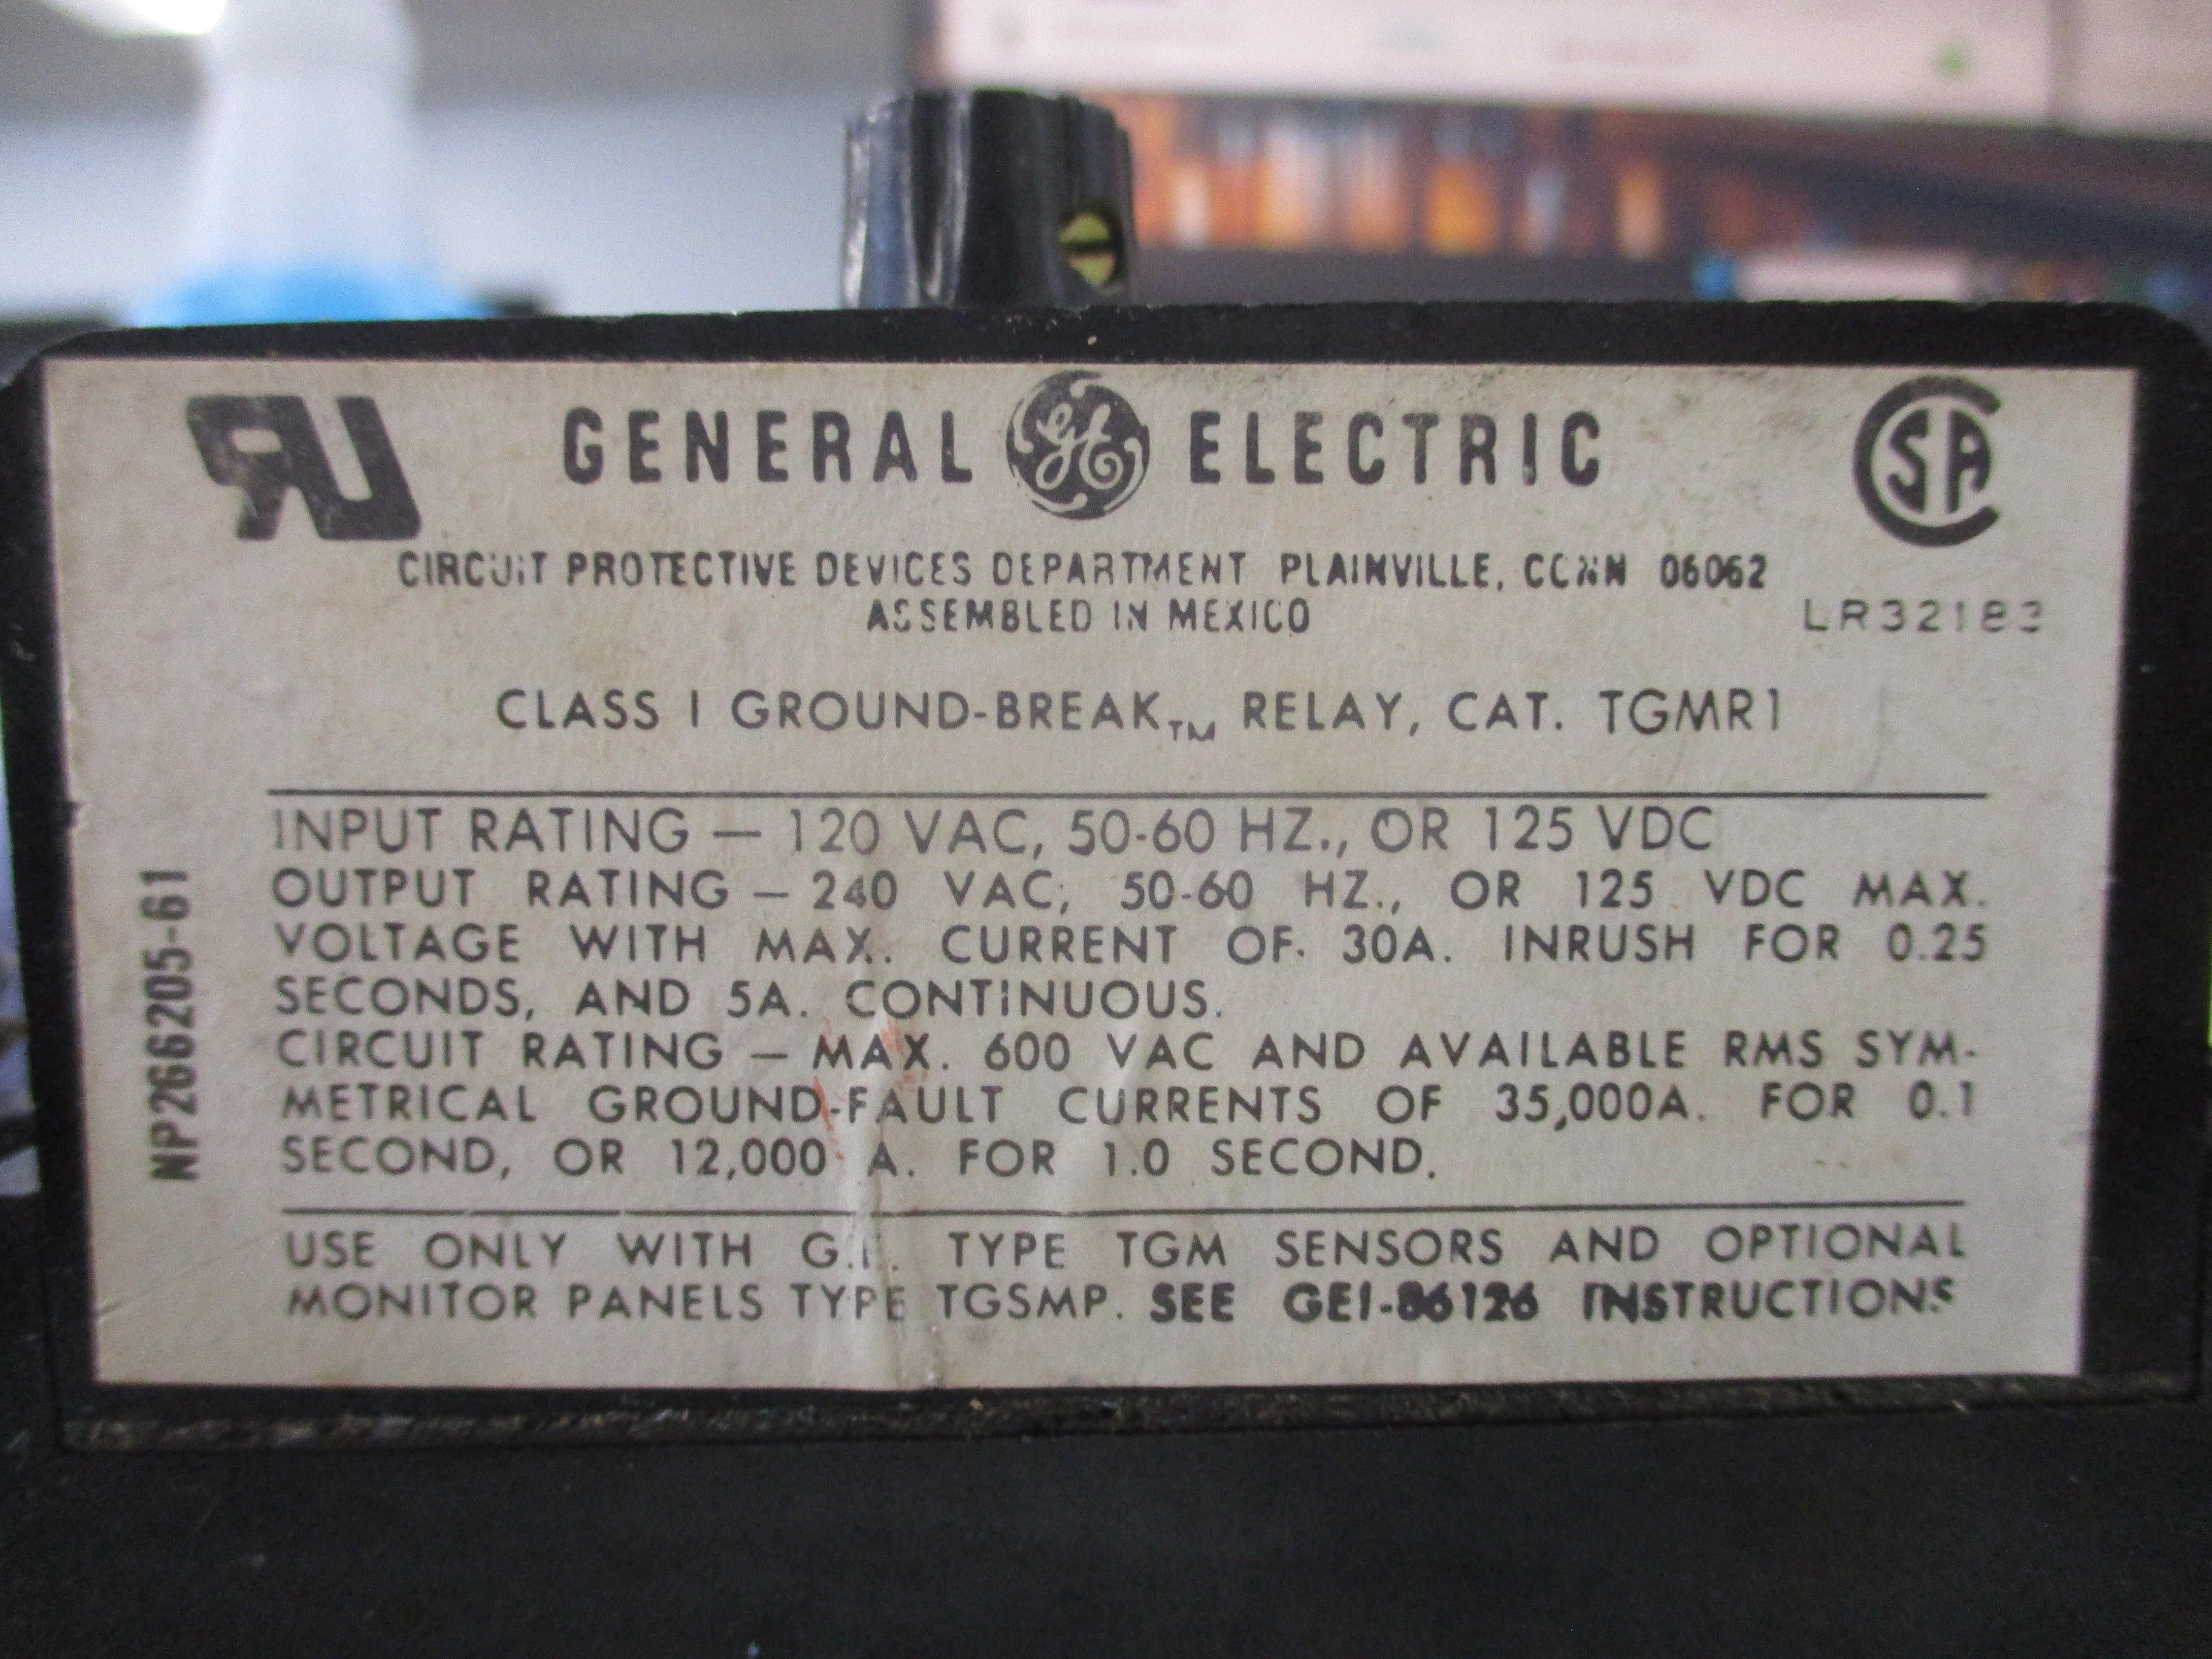 RU
GENERAL GE ELECTRIC
CSA
CIRCUIT PROTECTIVE DEVICES DEPARTMENT PLAINVILLE, CONN 06062
ASSEMBLED IN MEXICO
LR32183
CLASS I GROUND-BREAK™ RELAY, CAT. TGMR1
NP266205-61
INPUT RATING — 120 VAC, 50-60 HZ., OR 125 VDC
OUTPUT RATING — 240 VAC, 50-60 HZ., OR 125 VDC MAX.
VOLTAGE WITH MAX. CURRENT OF 30A. INRUSH FOR 0.25
SECONDS, AND 5A. CONTINUOUS.
CIRCUIT RATING — MAX. 600 VAC AND AVAILABLE RMS SYM-
METRICAL GROUND-FAULT CURRENTS OF 35,000A. FOR 0.1
SECOND, OR 12,000 A. FOR 1.0 SECOND.
USE ONLY WITH G.E. TYPE TGM SENSORS AND OPTIONAL
MONITOR PANELS TYPE TGSMP. SEE GEI-86126 INSTRUCTIONS